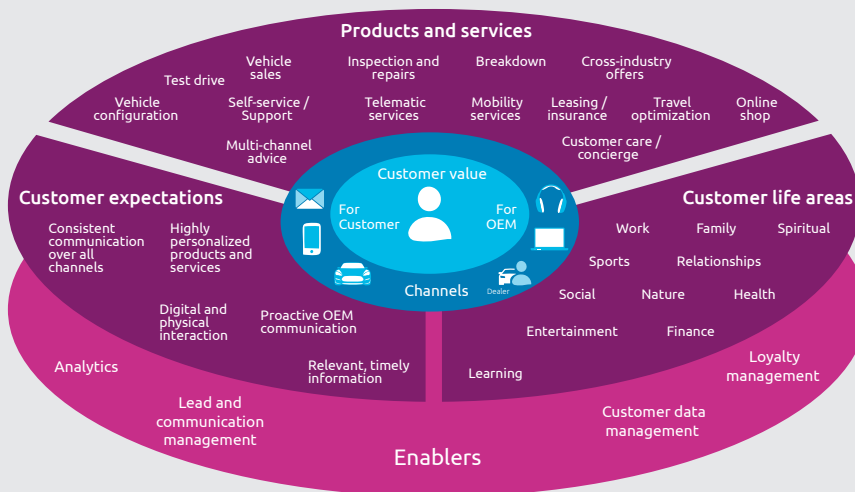 Products and services
Test drive
Vehicle
sales
Inspection and
repairs
Breakdown
Cross-industry
offers
Vehicle
configuration
Self-service /
Support
Telematic
services
Mobility
services
Leasing /
insurance
Travel
optimization
Online
shop
Multi-channel
advice
Customer care /
concierge
Customer value
For
Customer
For
OEM
Channels
Dealer
Customer expectations
Consistent
communication
over all
channels
Highly
personalized
products and
services
Digital and
physical
interaction
Proactive OEM
communication
Relevant, timely
information
Customer life areas
Work
Family
Spiritual
Sports
Relationships
Social
Nature
Health
Entertainment
Finance
Learning
Analytics
Lead and
communication
management
Enablers
Customer data
management
Loyalty
management